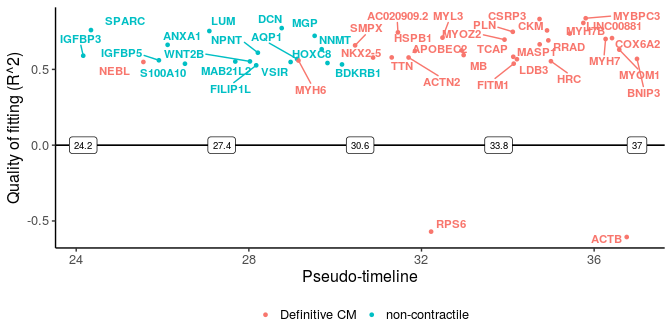 SPARC
LUM
DCN
MGP
AC020909.2
MYL3
CSRP3
MYBPC3
IGFBP3
ANXA1
NPNT
AQP1
NNMT
SMPX
HSPB1
MYOZ2
PLN
CKM
MYH7B
LINC00881
IGFBP5
WNT2B
HOXC8
NKX2-5
APOBEC2
TCAP
RRAD
COX6A2
NEBL
S100A10
MAB21L2
VSIR
BDKRB1
TTN
MB
MASP1
MYH7
FILIP1L
MYH6
ACTN2
FITM1
LDB3
HRC
MYOM1
BNIP3
0.5
0.0
24.2
27.4
30.6
33.8
37
-0.5
RPS6
ACTB
Quality of fitting (R^2)
24
28
32
36
Pseudo-timeline
Definitive CM
non-contractile